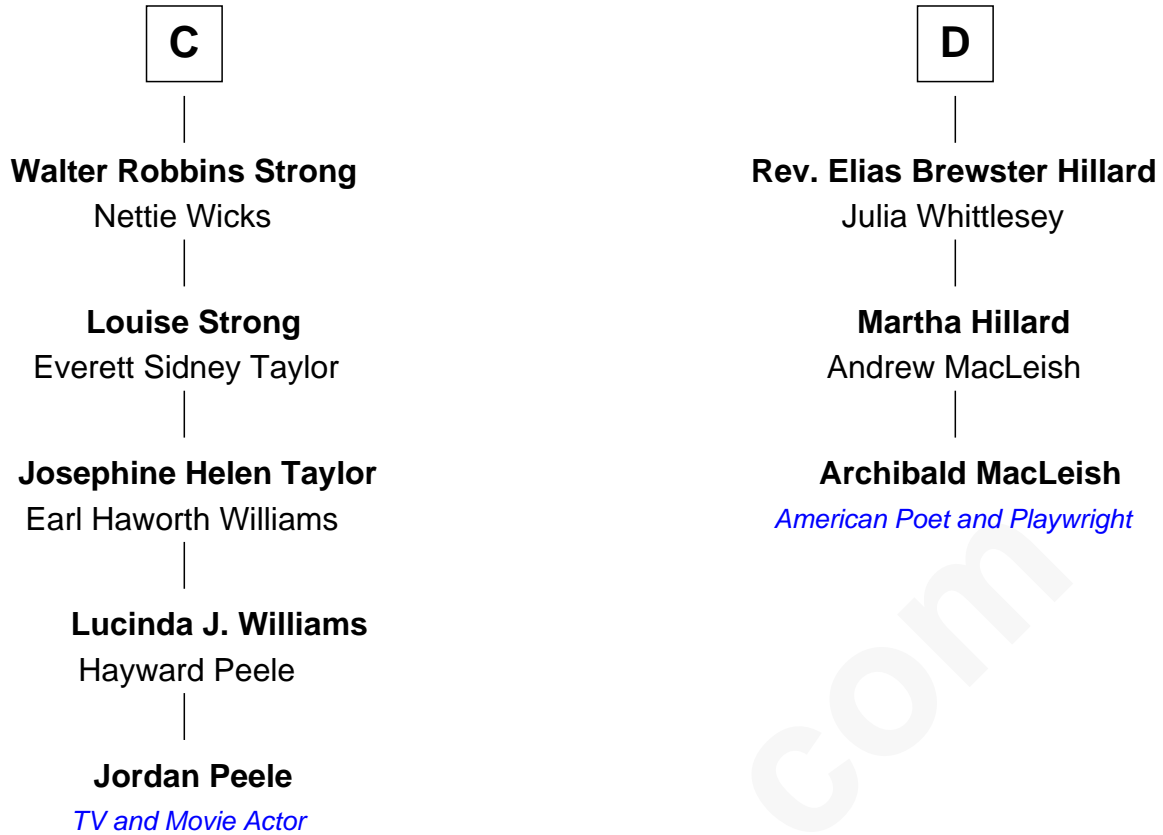 C
Walter Robbins Strong
Nettie Wicks
Louise Strong
Everett Sidney Taylor
Josephine Helen Taylor
Earl Haworth Williams
Lucinda J. Williams
Hayward Peele
Jordan Peele
TV and Movie Actor
D
Rev. Elias Brewster Hillard
Julia Whittlesey
Martha Hillard
Andrew MacLeish
Archibald MacLeish
American Poet and Playwright
com